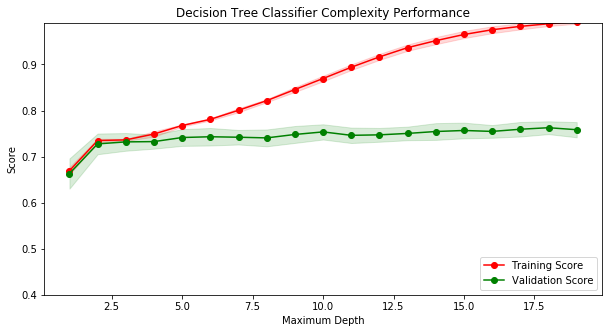 Decision Tree Classifier Complexity Performance
Score
0.9
0.8
0.7
0.6
0.5
0.4
2.5 5.0 7.5 10.0 12.5 15.0 17.5
Maximum Depth
Training Score
Validation Score